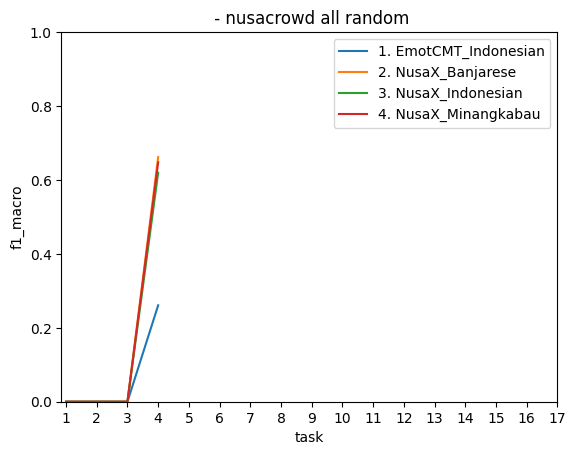 - nusacrowd all random
1.0
0.8
0.6
0.4
0.2
0.0
f1_macro
1. EmotCMT_Indonesian
2. NusaX_Banjarese
3. NusaX_Indonesian
4. NusaX_Minangkabau
1 2 3 4 5 6 7 8 9 10 11 12 13 14 15 16 17
task